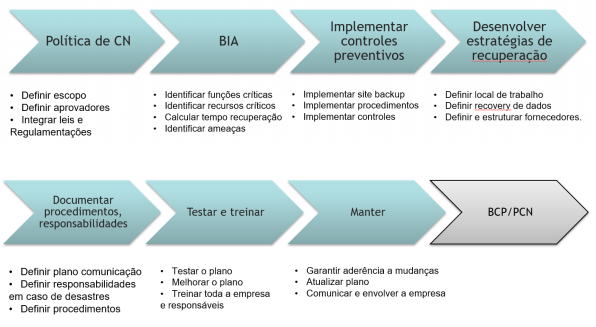 Política de CN
BIA
Implementar
controles
preventivos
Desenvolver
estratégias de
recuperação
• Definir escopo
• Definir aprovadores
• Integrar leis e
Regulamentações
• Identificar funções críticas
• Identificar recursos críticos
• Calcular tempo recuperação
• Identificar ameaças
• Implementar site backup
• Implementar procedimentos
• Implementar controles
• Definir local de trabalho
• Definir recovery de dados
• Definir e estruturar fornecedores.
Documentar
procedimentos,
responsabilidades
Testar e treinar
Manter
BCP/PCN
• Definir plano comunicação
• Definir responsabilidades
em caso de desastres
• Definir procedimentos
• Testar o plano
• Melhorar o plano
• Treinar toda a empresa
e responsáveis
• Garantir aderência a mudanças
• Atualizar plano
• Comunicar e envolver a empresa